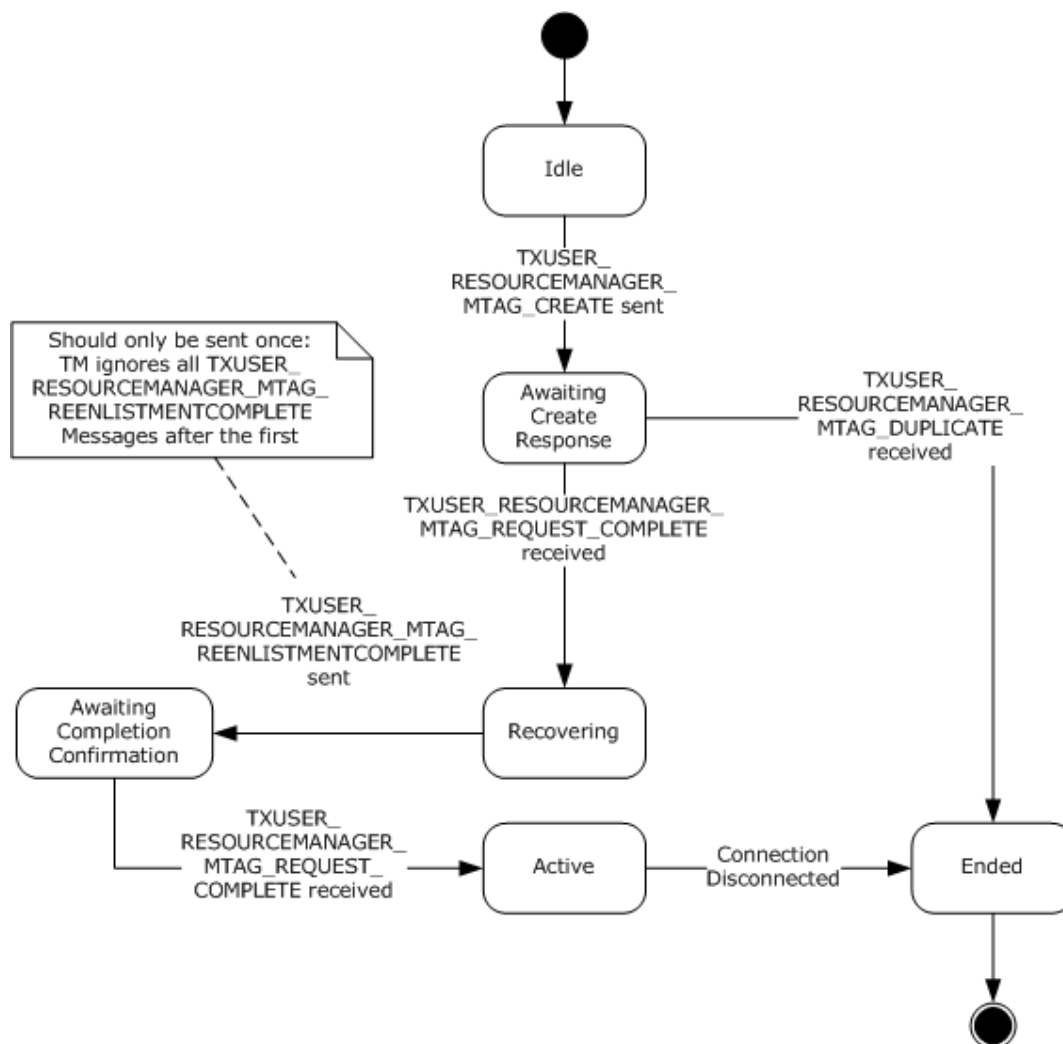 Idle
TXUSER_
RESOURCEMANAGER_
MTAG_CREATE sent
Should only be sent once:
TM ignores all TXUSER_
RESOURCEMANAGER_MTAG_
REENLISTMENTCOMPLETE
Messages after the first
Awaiting
Create
Response
TXUSER_
RESOURCEMANAGER_
MTAG_DUPLICATE
received
TXUSER_RESOURCEMANAGER_
MTAG_REQUEST_COMPLETE
received
TXUSER_
RESOURCEMANAGER_MTAG_
REENLISTMENTCOMPLETE
sent
Awaiting
Completion
Confirmation
Recovering
TXUSER_
RESOURCEMANAGER_
MTAG_REQUEST_
COMPLETE received
Active
Connection
Disconnected
Ended